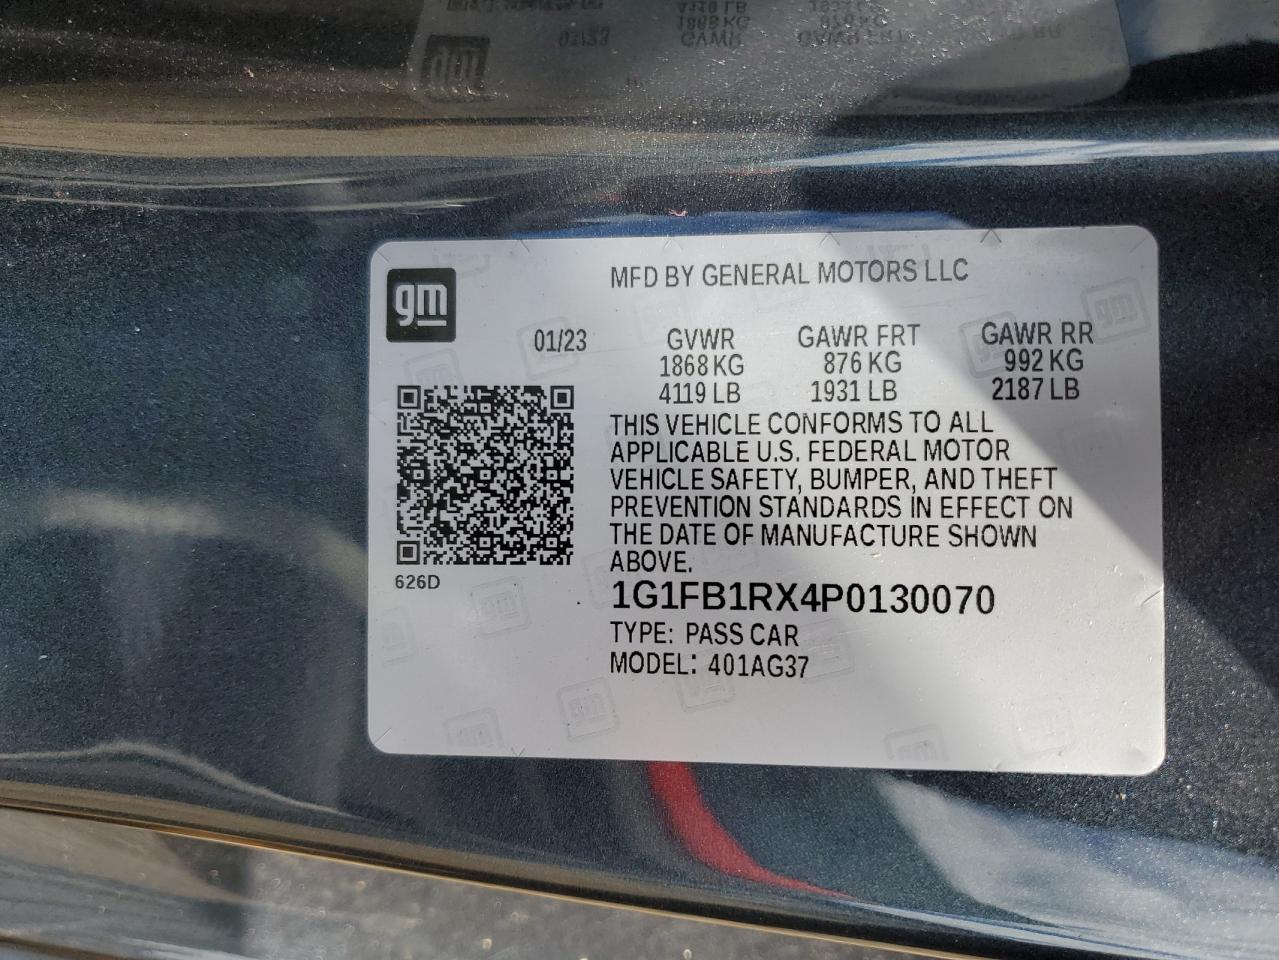 gm
MFD BY GENERAL MOTORS LLC
01/23 GVWR GAWR FRT GAWR RR
1868 KG 876 KG 992 KG
4119 LB 1931 LB 2187 LB
THIS VEHICLE CONFORMS TO ALL
APPLICABLE U.S. FEDERAL MOTOR
VEHICLE SAFETY, BUMPER, AND THEFT
PREVENTION STANDARDS IN EFFECT ON
THE DATE OF MANUFACTURE SHOWN
ABOVE.
626D
1G1FB1RX4P0130070
TYPE: PASS CAR
MODEL: 401AG37